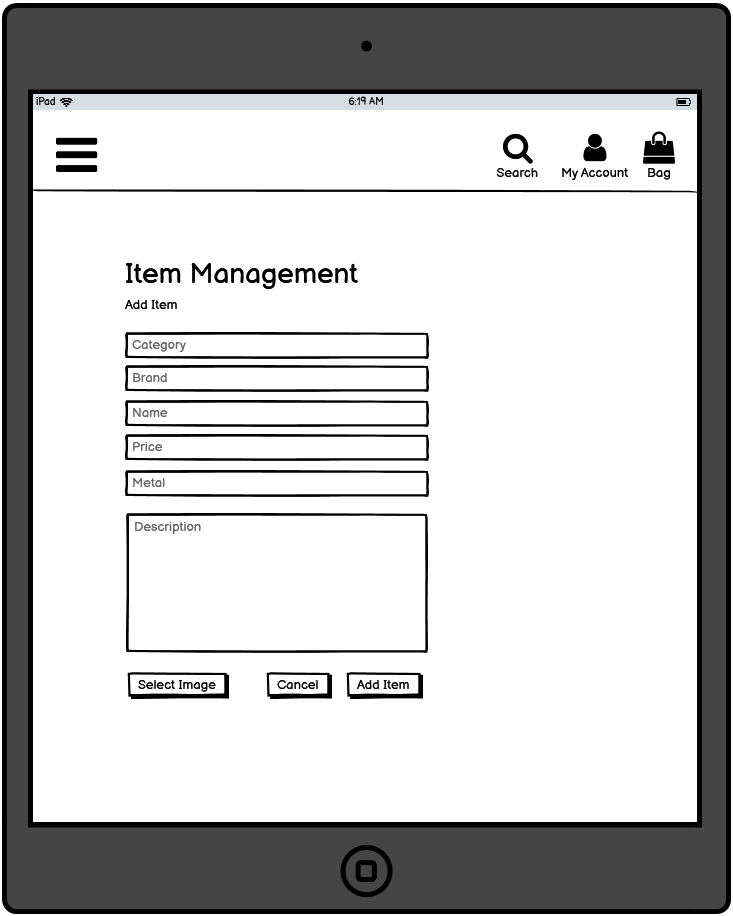 iPad 6:19 AM
Search My Account Bag
Item Management
Add Item
Category
Brand
Name
Price
Metal
Description
Select Image Cancel Add Item